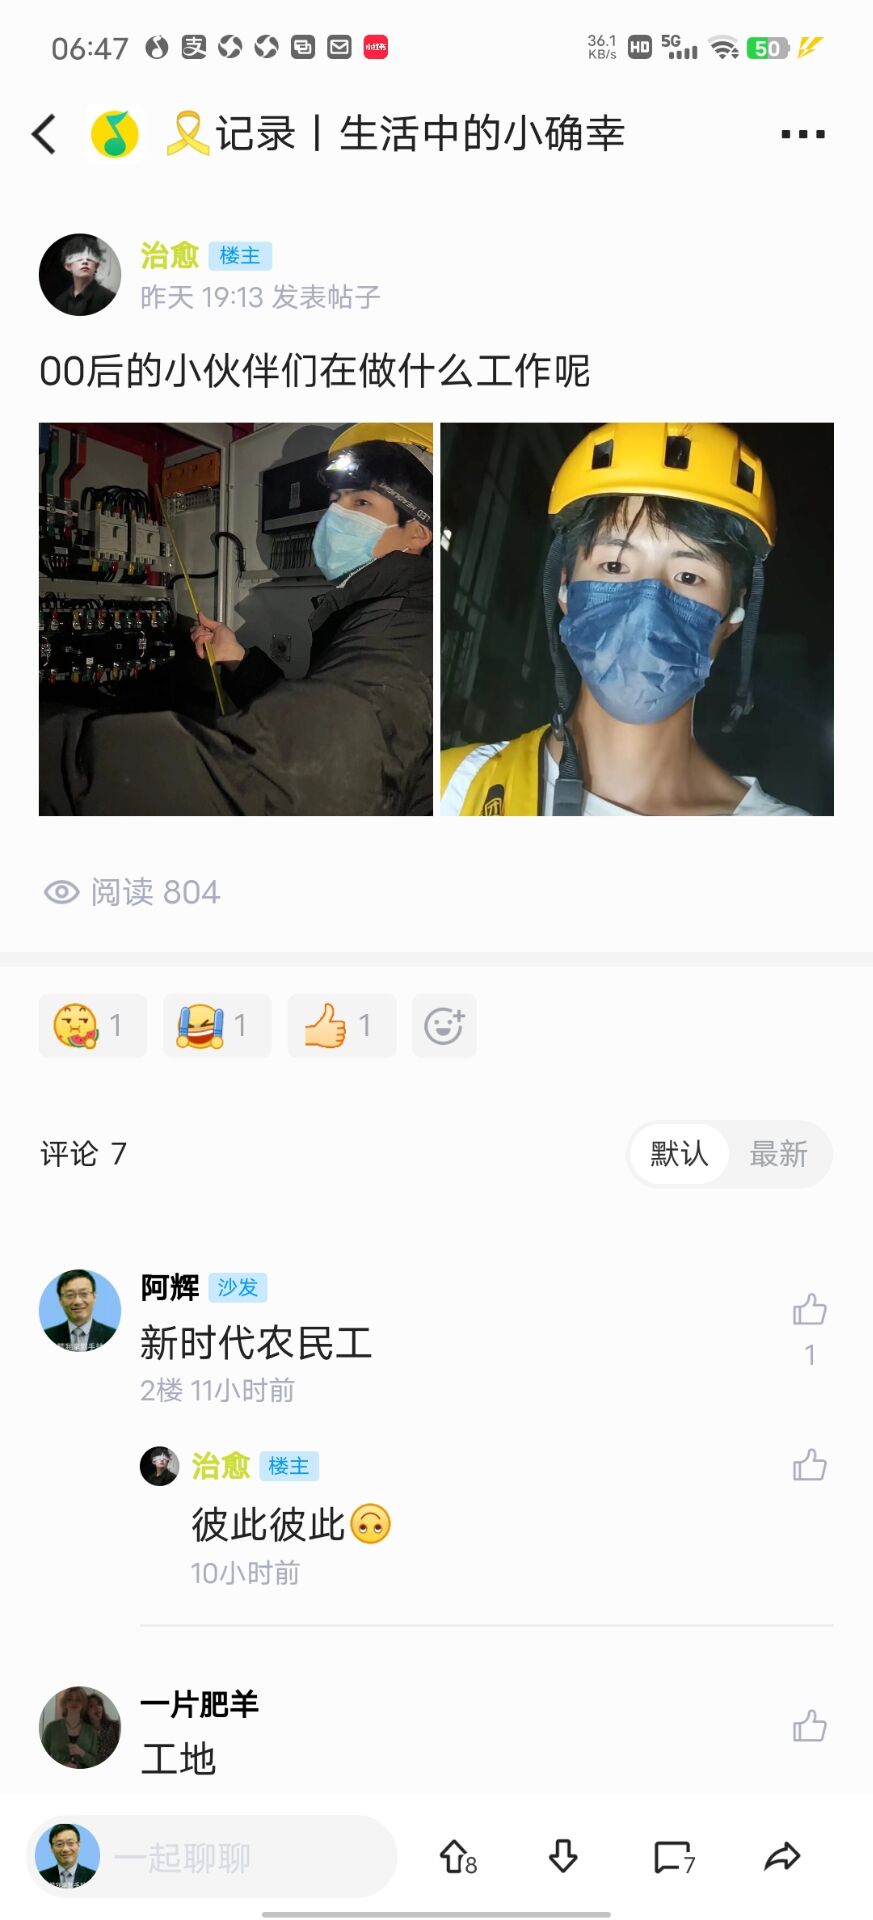 06:47
支
小红书
36.1
KB/s
HD
5G
50
记录丨生活中的小确幸
治愈 楼主
昨天 19:13 发表帖子
00后的小伙伴们在做什么工作呢
阅读 804
1
1
1
评论 7
默认
最新
阿辉 沙发
新时代农民工
1
2楼 11小时前
治愈 楼主
彼此彼此🙃
10小时前
一片肥羊
工地
一起聊聊
8
7